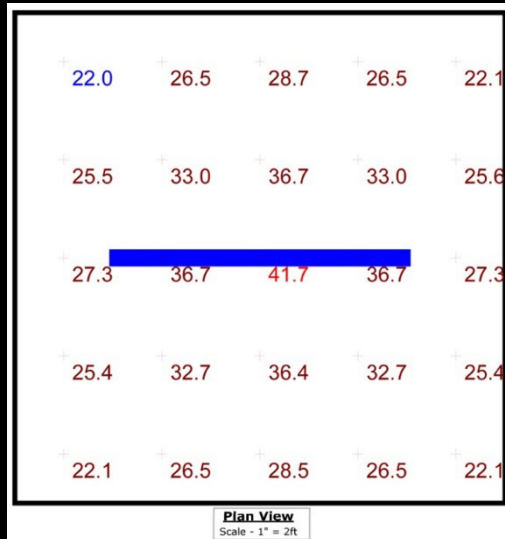 22.0 26.5 28.7 26.5 22.1
25.5 33.0 36.7 33.0 25.6
27.3 36.7 41.7 36.7 27.3
25.4 32.7 36.4 32.7 25.4
22.1 26.5 28.5 26.5 22.1
Plan View
Scale - 1" = 2ft